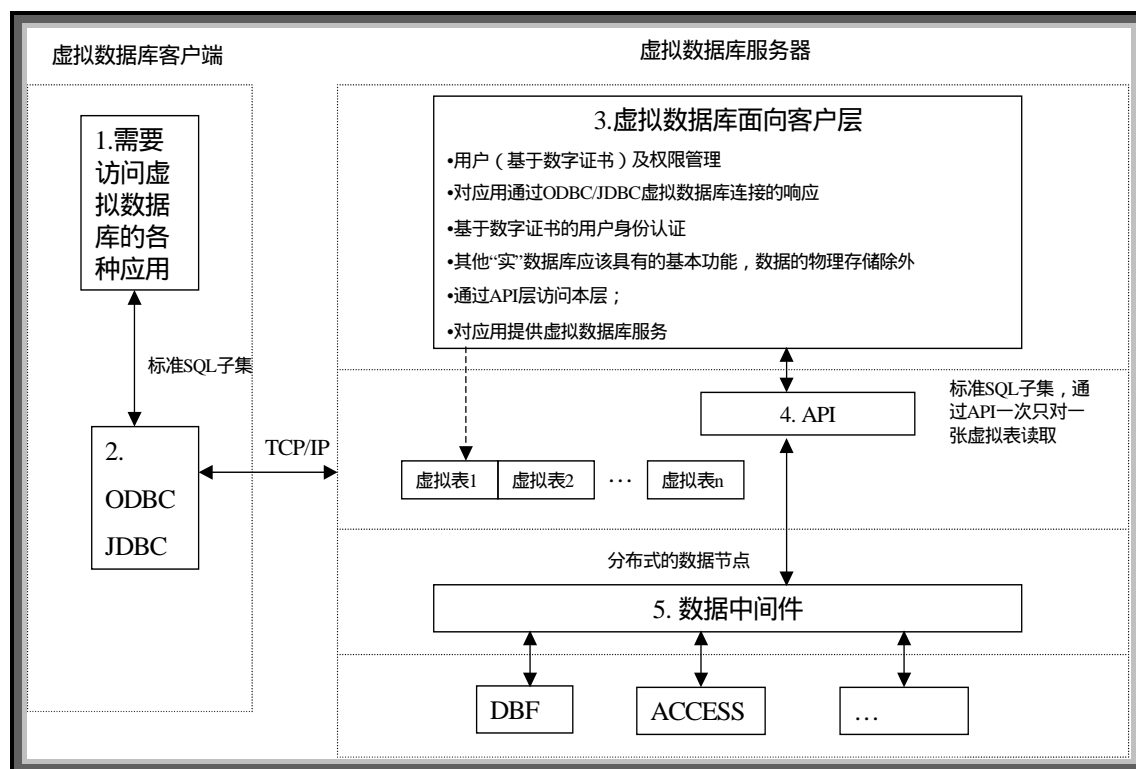 虚拟数据库客户端
虚拟数据库服务器
1.需要
访问虚
拟数据
库的各
种应用
标准SQL子集
2.
ODBC
JDBC
TCP/IP
3.虚拟数据库面向客户层
•用户（基于数字证书）及权限管理
•对应用通过ODBC/JDBC虚拟数据库连接的响应
•基于数字证书的用户身份认证
•其他“实”数据库应该具有的基本功能，数据的物理存储除外
•通过API层访问本层；
•对应用提供虚拟数据库服务
4. API
标准SQL子集，通
过API一次只对一
张虚拟表读取
虚拟表1 虚拟表2 … 虚拟表n
分布式的数据节点
5. 数据中间件
DBF ACCESS …